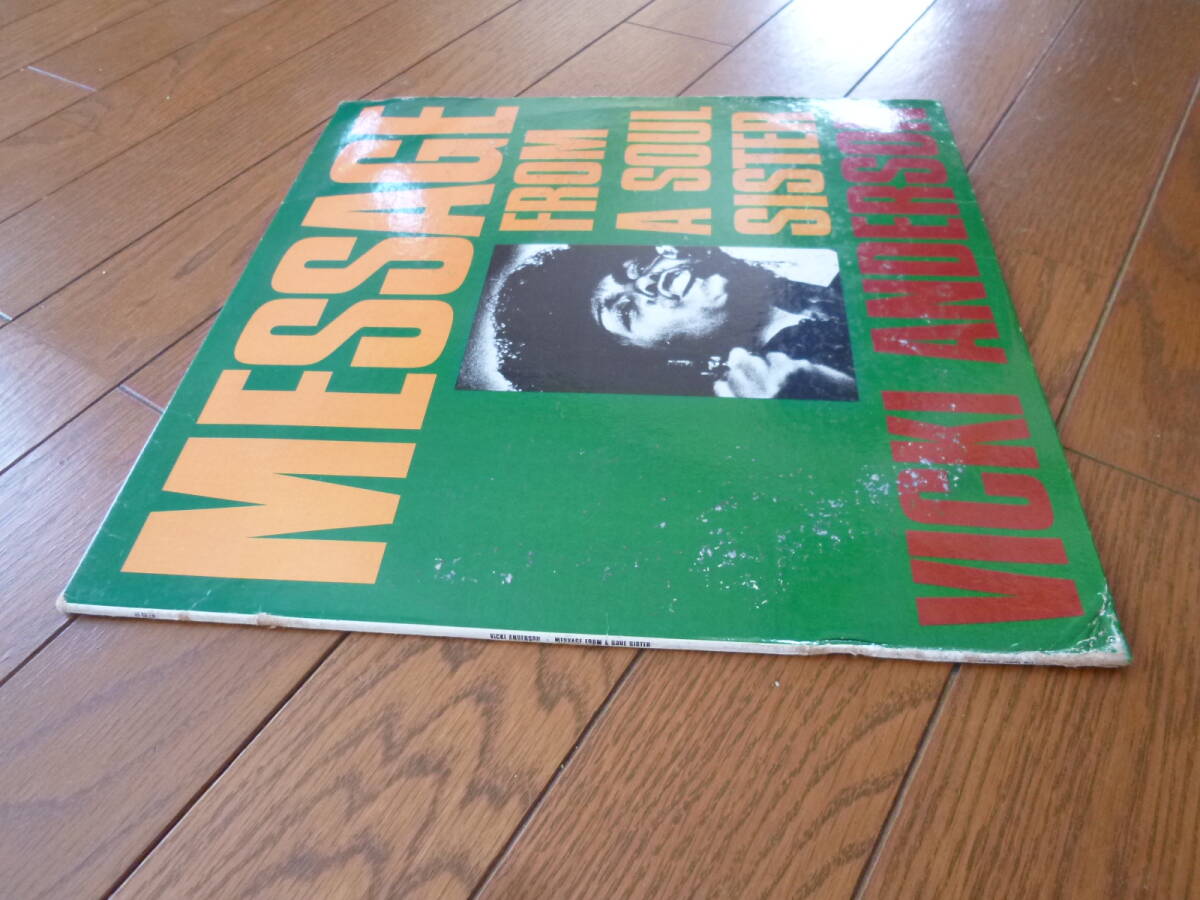 MESSAGE
FROM
A SOUL
SISTER
VICKI ANDERSON
VICKI ANDERSON - MESSAGE FROM A SOUL SISTER